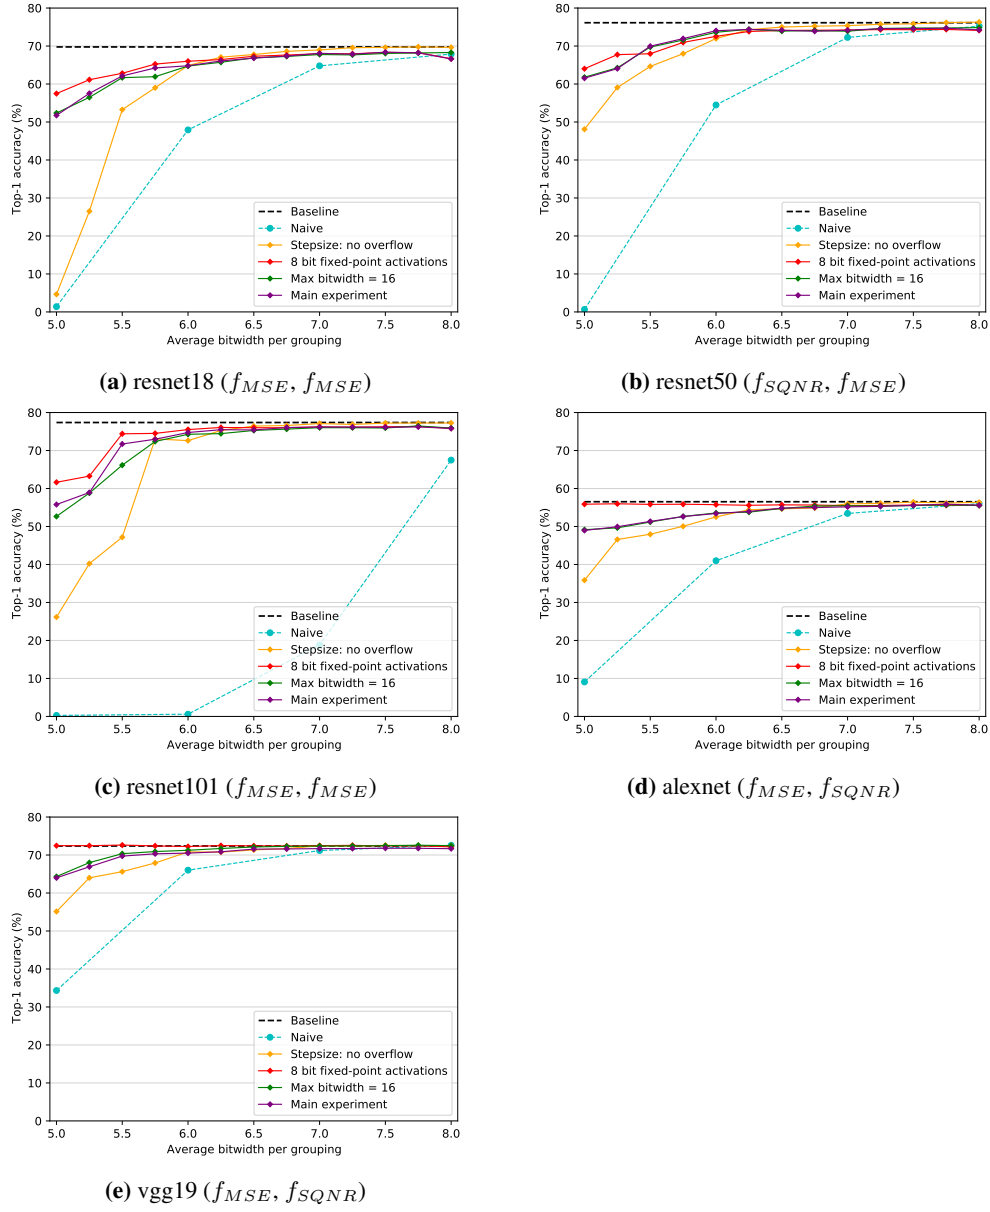 80
70
60
50
40
30
20
10
0
Top-1 accuracy (%)
Baseline
Naive
Stepsize: no overflow
8 bit fixed-point activations
Max bitwidth = 16
Main experiment
5.0 5.5 6.0 6.5 7.0 7.5 8.0
Average bitwidth per grouping
(a) resnet18 (f_MSE, f_MSE)
80
70
60
50
40
30
20
10
0
Top-1 accuracy (%)
Baseline
Naive
Stepsize: no overflow
8 bit fixed-point activations
Max bitwidth = 16
Main experiment
5.0 5.5 6.0 6.5 7.0 7.5 8.0
Average bitwidth per grouping
(b) resnet50 (f_SQNR, f_MSE)
80
70
60
50
40
30
20
10
0
Top-1 accuracy (%)
Baseline
Naive
Stepsize: no overflow
8 bit fixed-point activations
Max bitwidth = 16
Main experiment
5.0 5.5 6.0 6.5 7.0 7.5 8.0
Average bitwidth per grouping
(c) resnet101 (f_MSE, f_MSE)
80
70
60
50
40
30
20
10
0
Top-1 accuracy (%)
Baseline
Naive
Stepsize: no overflow
8 bit fixed-point activations
Max bitwidth = 16
Main experiment
5.0 5.5 6.0 6.5 7.0 7.5 8.0
Average bitwidth per grouping
(d) alexnet (f_MSE, f_SQNR)
80
70
60
50
40
30
20
10
0
Top-1 accuracy (%)
Baseline
Naive
Stepsize: no overflow
8 bit fixed-point activations
Max bitwidth = 16
Main experiment
5.0 5.5 6.0 6.5 7.0 7.5 8.0
Average bitwidth per grouping
(e) vgg19 (f_MSE, f_SQNR)